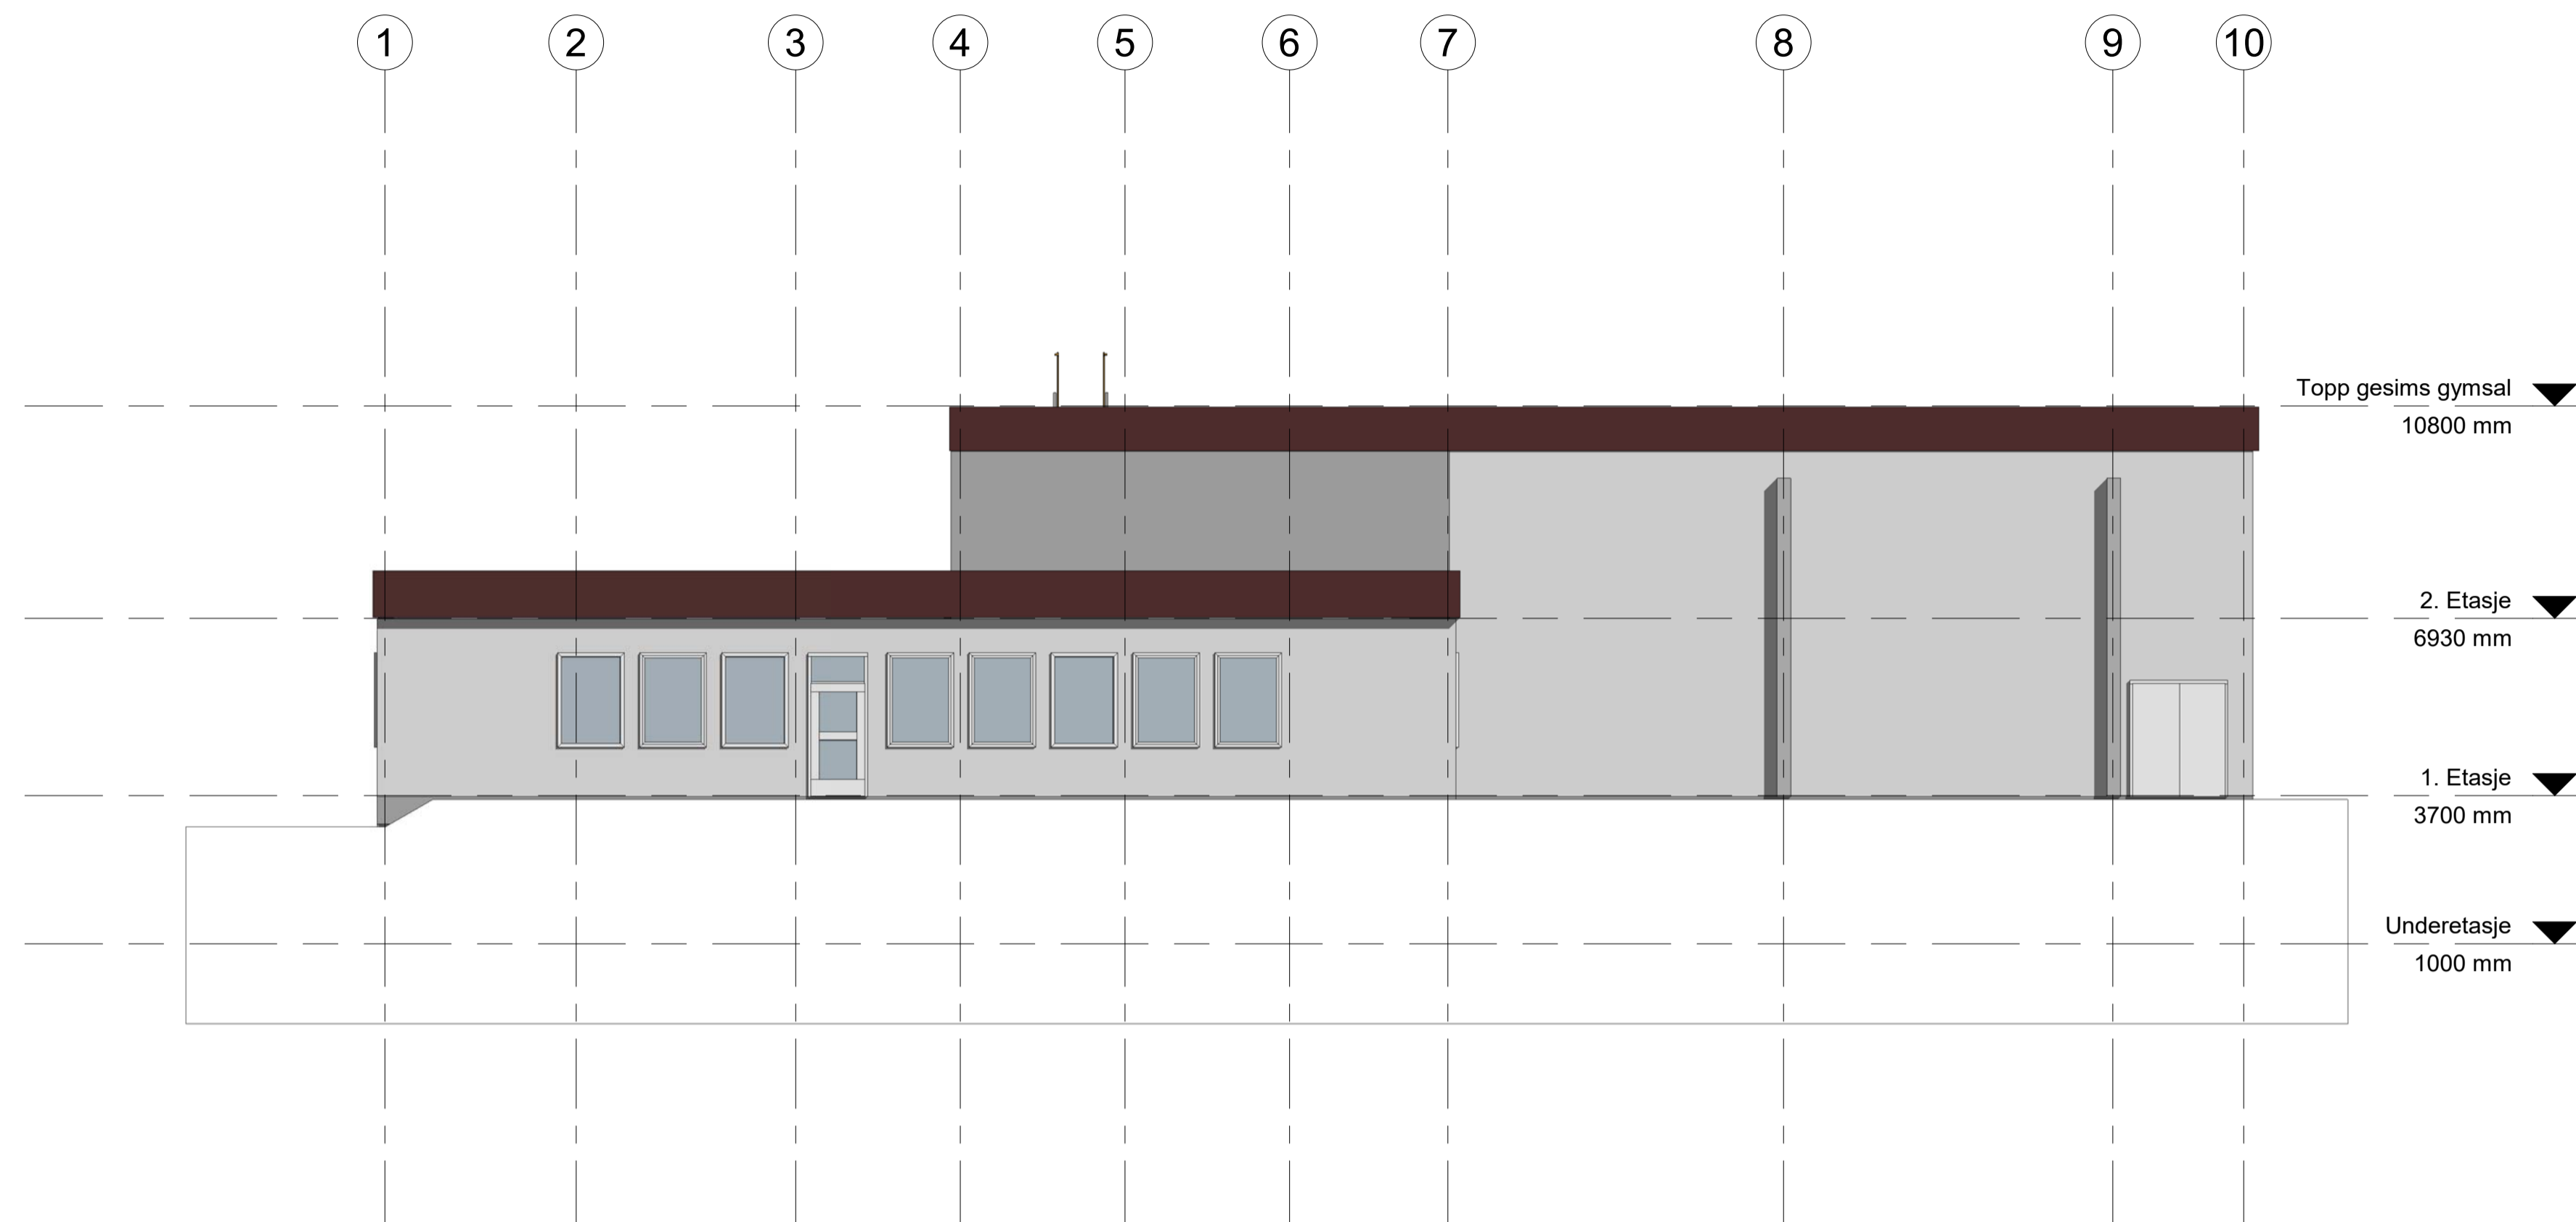 1 2 3 4 5 6 7 8 9 10
Topp gesims gymsal
10800 mm
2. Etasje
6930 mm
1. Etasje
3700 mm
Underetasje
1000 mm